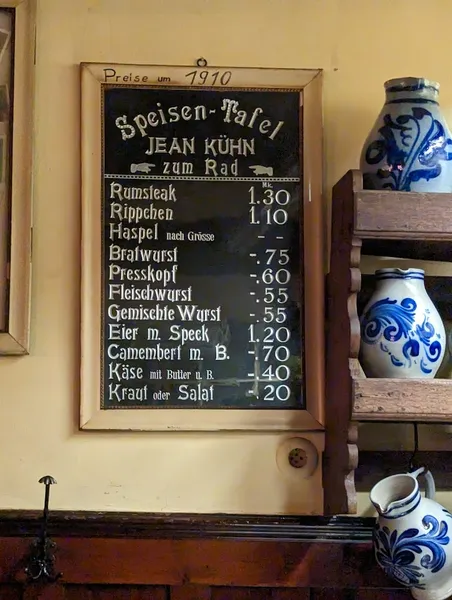 Preise um 1910
Speisen-Tafel
JEAN KÜHN
zum Rad
Mk.
Rumsteak 1.30
Rippchen 1.10
Haspel nach Grösse - -
Bratwurst -.75
Presskopf -.60
Fleischwurst -.55
Gemischte Wurst -.55
Eier m. Speck 1.20
Camembert m. B. -.70
Käse mit Butter u. B. -.40
Kraut oder Salat -.20